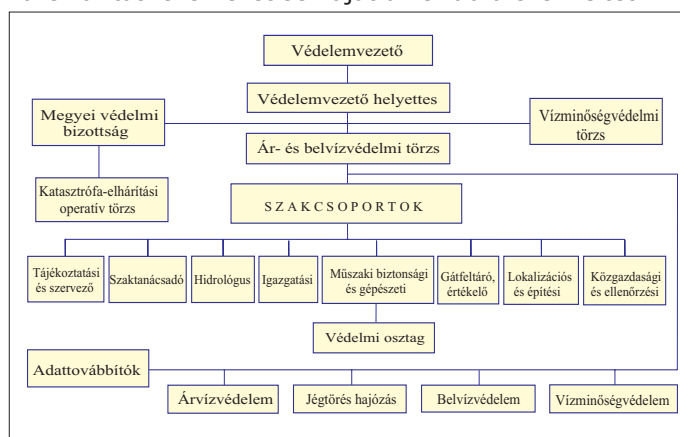 Védelemvezető
Védelemvezető helyettes
Megyei védelmi
bizottság
Vízminőségvédelmi
törzs
Ár- és belvízvédelmi törzs
Katasztrófa-elhárítási
operatív törzs
SZAKCSOPORTOK
Tájékoztatási
és szervező
Szaktanácsadó
Hidrológus
Igazgatási
Műszaki biztonsági
és gépészeti
Gátfeltáró,
értékelő
Lokalizációs
és építési
Közgazdasági
és ellenőrzési
Védelmi osztag
Adattovábbítók
Árvízvédelem
Jégtörés hajózás
Belvízvédelem
Vízminőségvédelem